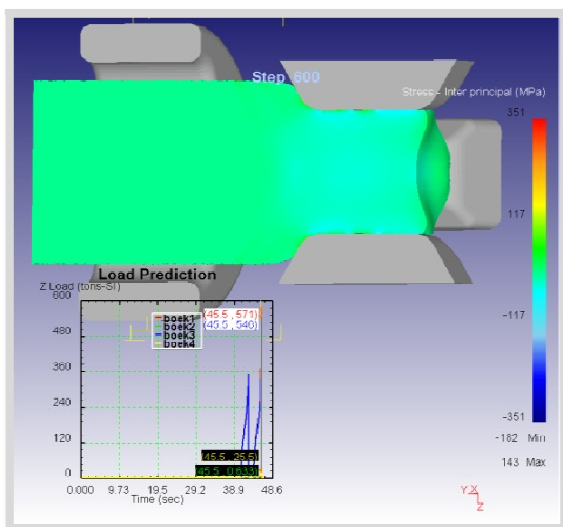 Step 600
Stress - Inter principal (MPa)
351
117
-117
-351
-182 Min
143 Max
Load Prediction
Z Load (tons-SI)
600
480
360
240
120
0
boek1
boek2
boek3
boek4
(45.5 ,571)
(45.5 ,546)
(45.5 ,25.5)
(45.5 ,0.633)
0.000 9.73 19.5 29.2 38.9 48.6
Time (sec)
Y X
Z